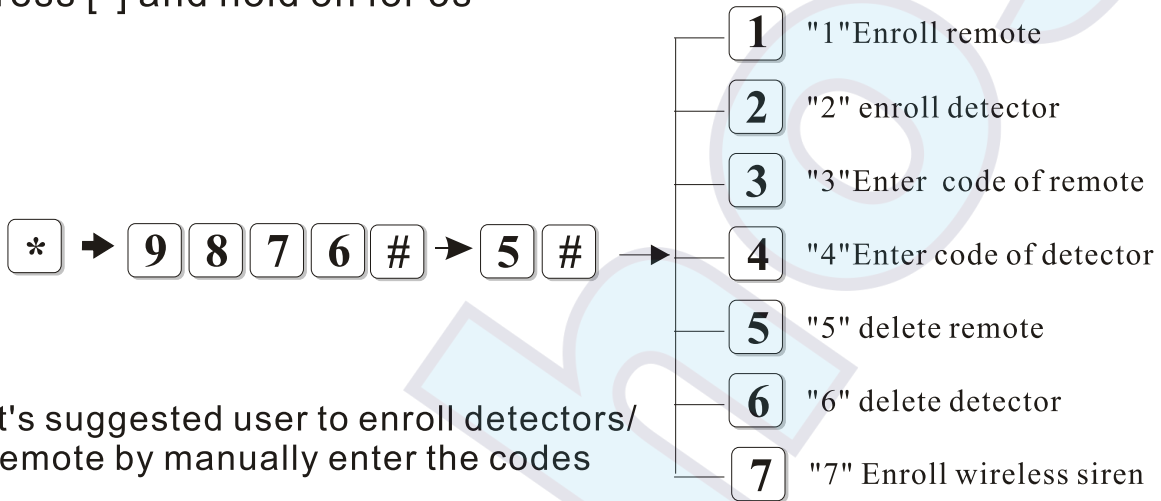 ress [ ] and hold on for
1 "1"Enroll remote
2 "2" enroll detector
3 "3"Enter code of remote
* 9 8 7 6 # 5 # 4 "4"Enter code of detector
5 "5" delete remote
6 "6" delete detector
7 "7" Enroll wireless siren
t's suggested user to enroll detectors/
emote by manually enter the codes